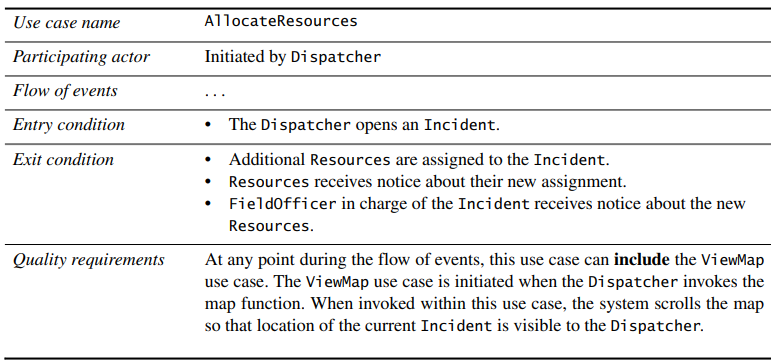 Use case name AllocateResources
Participating actor Initiated by Dispatcher
Flow of events . . .
Entry condition • The Dispatcher opens an Incident.
Exit condition • Additional Resources are assigned to the Incident.
• Resources receives notice about their new assignment.
• FieldOfficer in charge of the Incident receives notice about the new
Resources.
Quality requirements At any point during the flow of events, this use case can include the ViewMap
use case. The ViewMap use case is initiated when the Dispatcher invokes the
map function. When invoked within this use case, the system scrolls the map
so that location of the current Incident is visible to the Dispatcher.